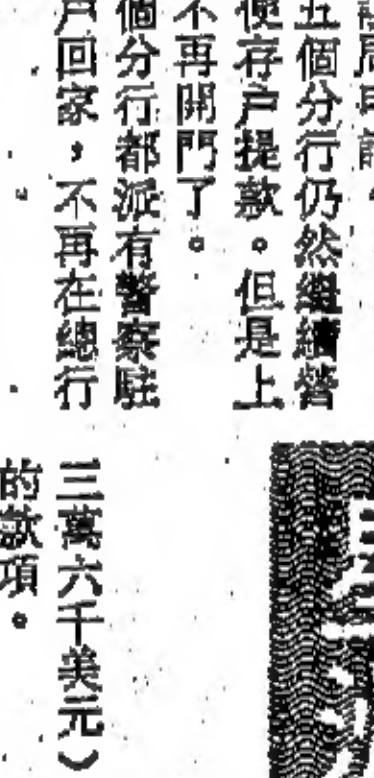 五個分行仍然繼續營
便存户提款。但是上
不再開門了。
個分行都派有警察駐
戶回家，不再在總行
三萬六千美元）
的款項。